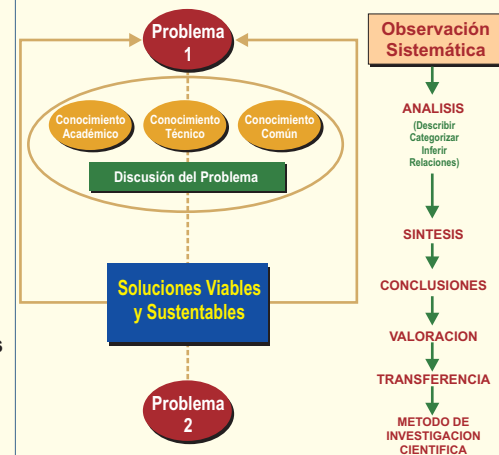 Problema
1
Conocimiento
Académico
Conocimiento
Técnico
Conocimiento
Común
Discusión del Problema
Soluciones Viables
y Sustentables
Problema
2
s
Observación
Sistemática
ANALISIS
(Describir
Categorizar
Inferir
Relaciones)
SINTESIS
CONCLUSIONES
VALORACION
TRANSFERENCIA
METODO DE
INVESTIGACION
CIENTIFICA